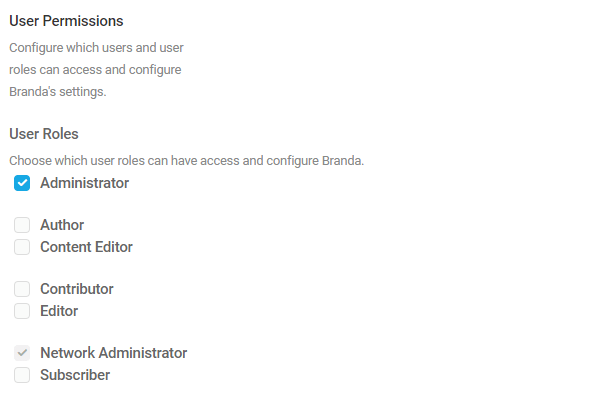 User Permissions
Configure which users and user
roles can access and configure
Branda's settings.
User Roles
Choose which user roles can have access and configure Branda.
Administrator
Author
Content Editor
Contributor
Editor
Network Administrator
Subscriber